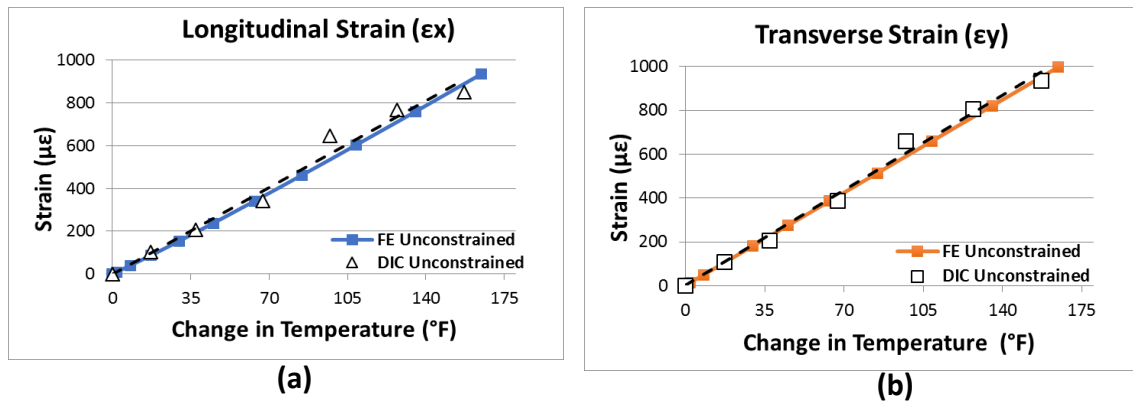 Longitudinal Strain (εx)
1000
800
600
400
200
0
Strain (με)
0 35 70 105 140 175
Change in Temperature (°F)
FE Unconstrained
DIC Unconstrained
(a)
Transverse Strain (εy)
1000
800
600
400
200
0
Strain (με)
0 35 70 105 140 175
Change in Temperature (°F)
FE Unconstrained
DIC Unconstrained
(b)